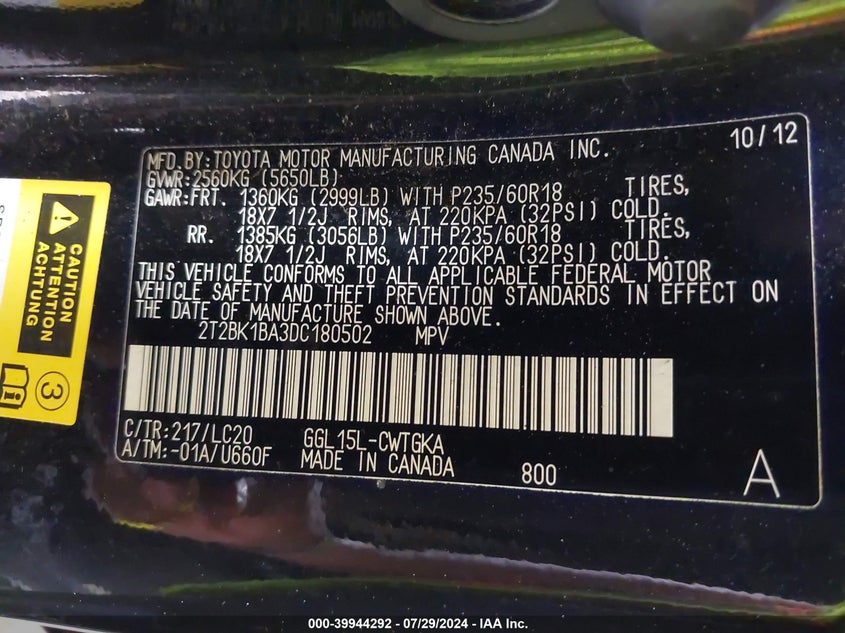 10/12
MFD.BY:TOYOTA MOTOR MANUFACTURING CANADA INC.
GVWR:2560KG (5650LB)
GAWR:FRT. 1360KG (2999LB) WITH P235/60R18 TIRES,
18X7 1/2J RIMS, AT 220KPA (32PSI) COLD.
RR. 1385KG (3056LB) WITH P235/60R18 TIRES,
18X7 1/2J RIMS, AT 220KPA (32PSI) COLD.
THIS VEHICLE CONFORMS TO ALL APPLICABLE FEDERAL MOTOR
VEHICLE SAFETY AND THEFT PREVENTION STANDARDS IN EFFECT ON
THE DATE OF MANUFACTURE SHOWN ABOVE.
2T2BK1BA3DC180502 MPV
C/TR:217/LC20 GGL15L-CWTGKA
A/TM:-01A/U660F MADE IN CANADA 800 A
CAUTION
ATTENTION
ACHTUNG
3
000-39944292 - 07/29/2024 - IAA Inc.